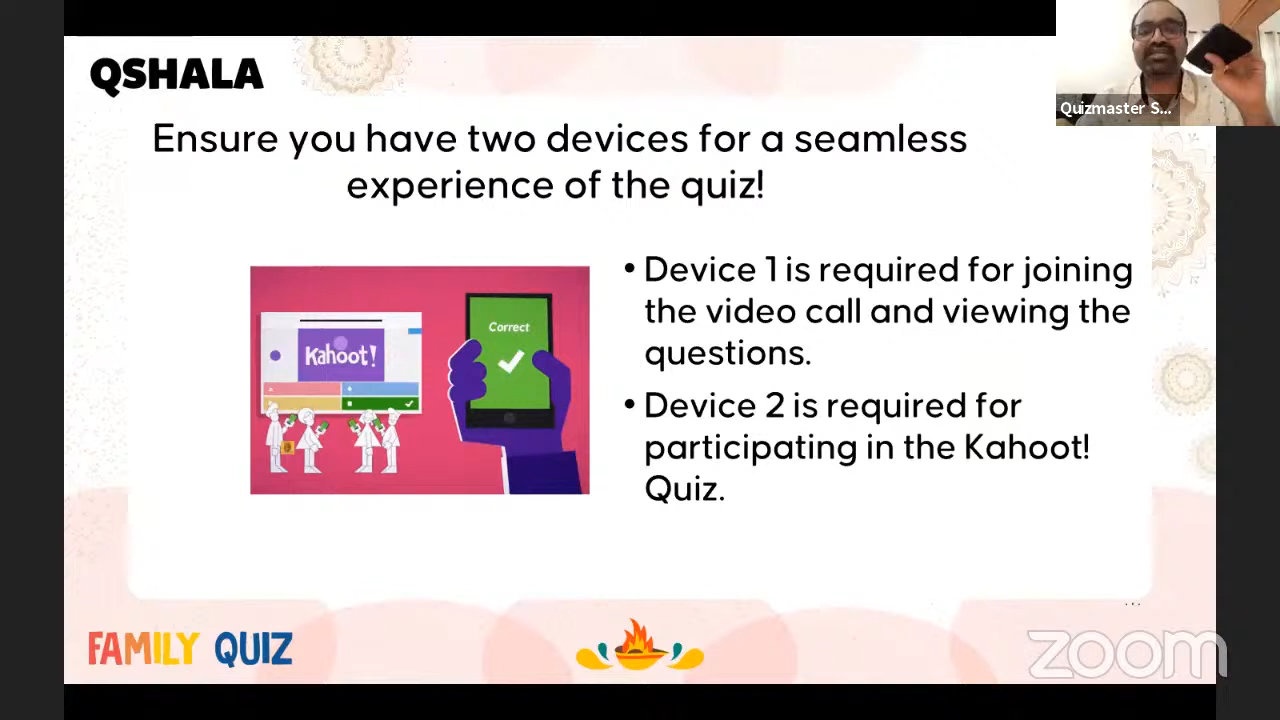 QSHALA
Quizmaster S...
Ensure you have two devices for a seamless
experience of the quiz!
Kahoot!
Correct
• Device 1 is required for joining
the video call and viewing the
questions.
• Device 2 is required for
participating in the Kahoot!
Quiz.
FAMILY QUIZ
zoom